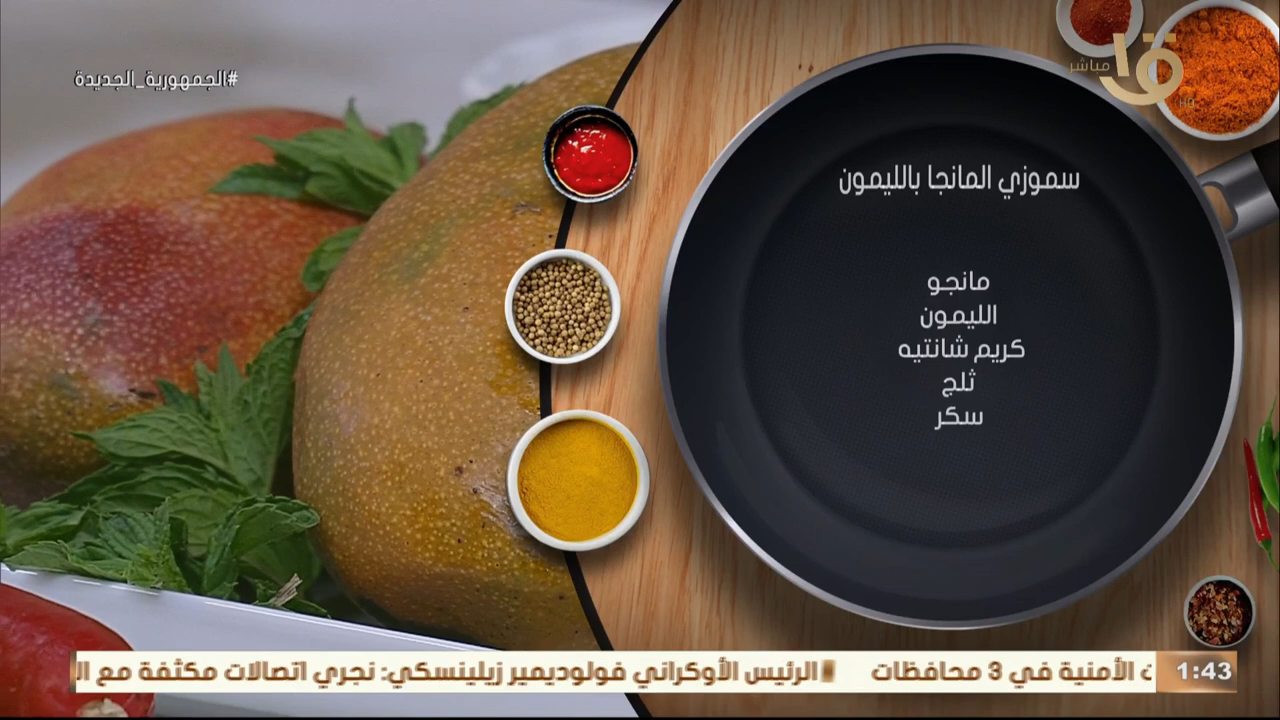 #الجمهورية_الجديدة
مباشر
HD
سموزي المانجا بالليمون
مانجو
الليمون
كريم شانتيه
ثلج
سكر
الأمنية في 3 محافظات
الرئيس الأوكراني فولوديمير زيلينسكي: نجري اتصالات مكثفة مع
1:43